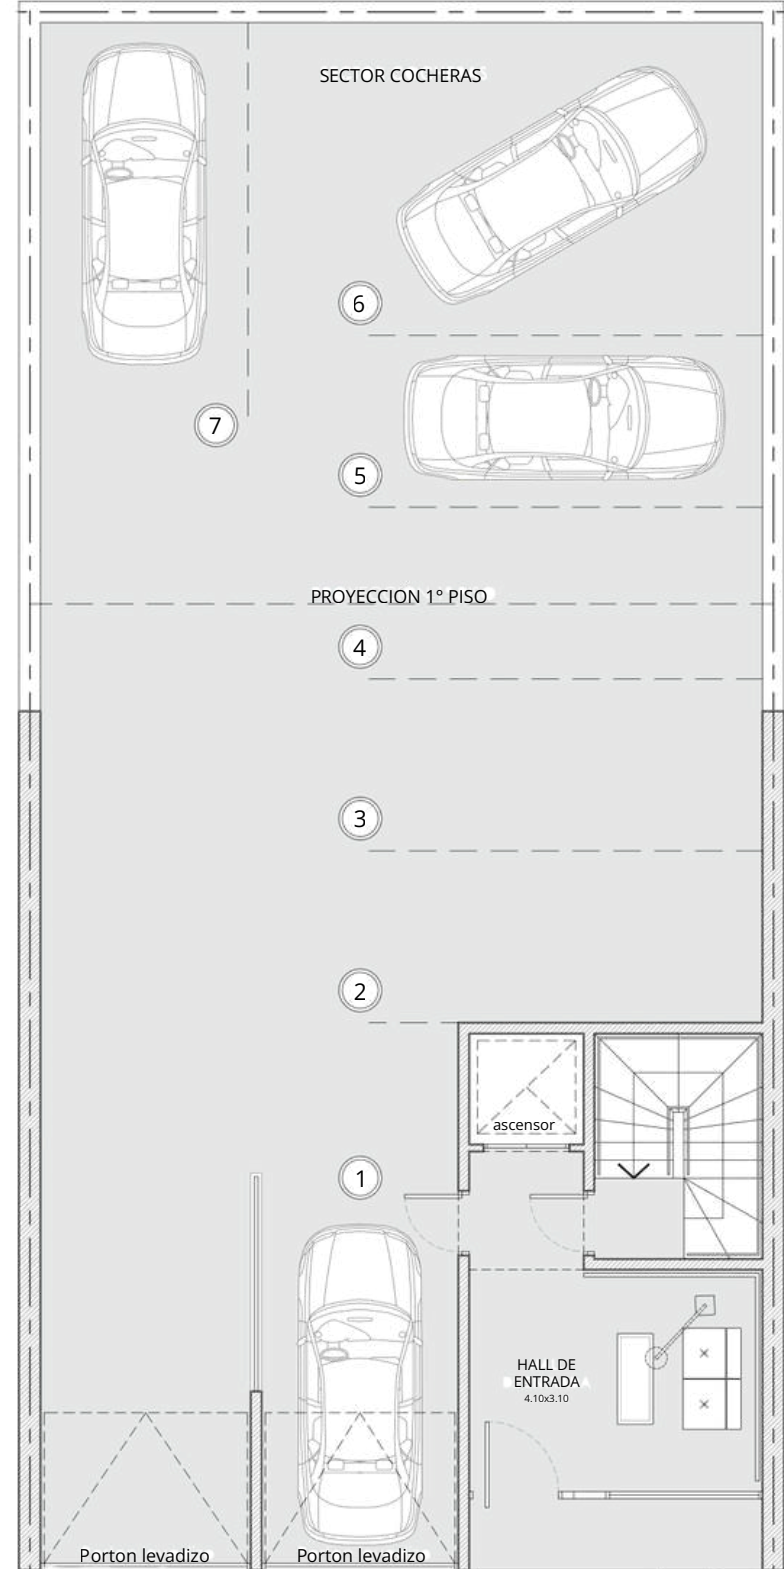 SECTOR COCHERAS
6
7
5
PROYECCION 1° PISO
4
3
2
ascensor
1
HALL DE
ENTRADA
4.10x3.10
Porton levadizo
Porton levadizo